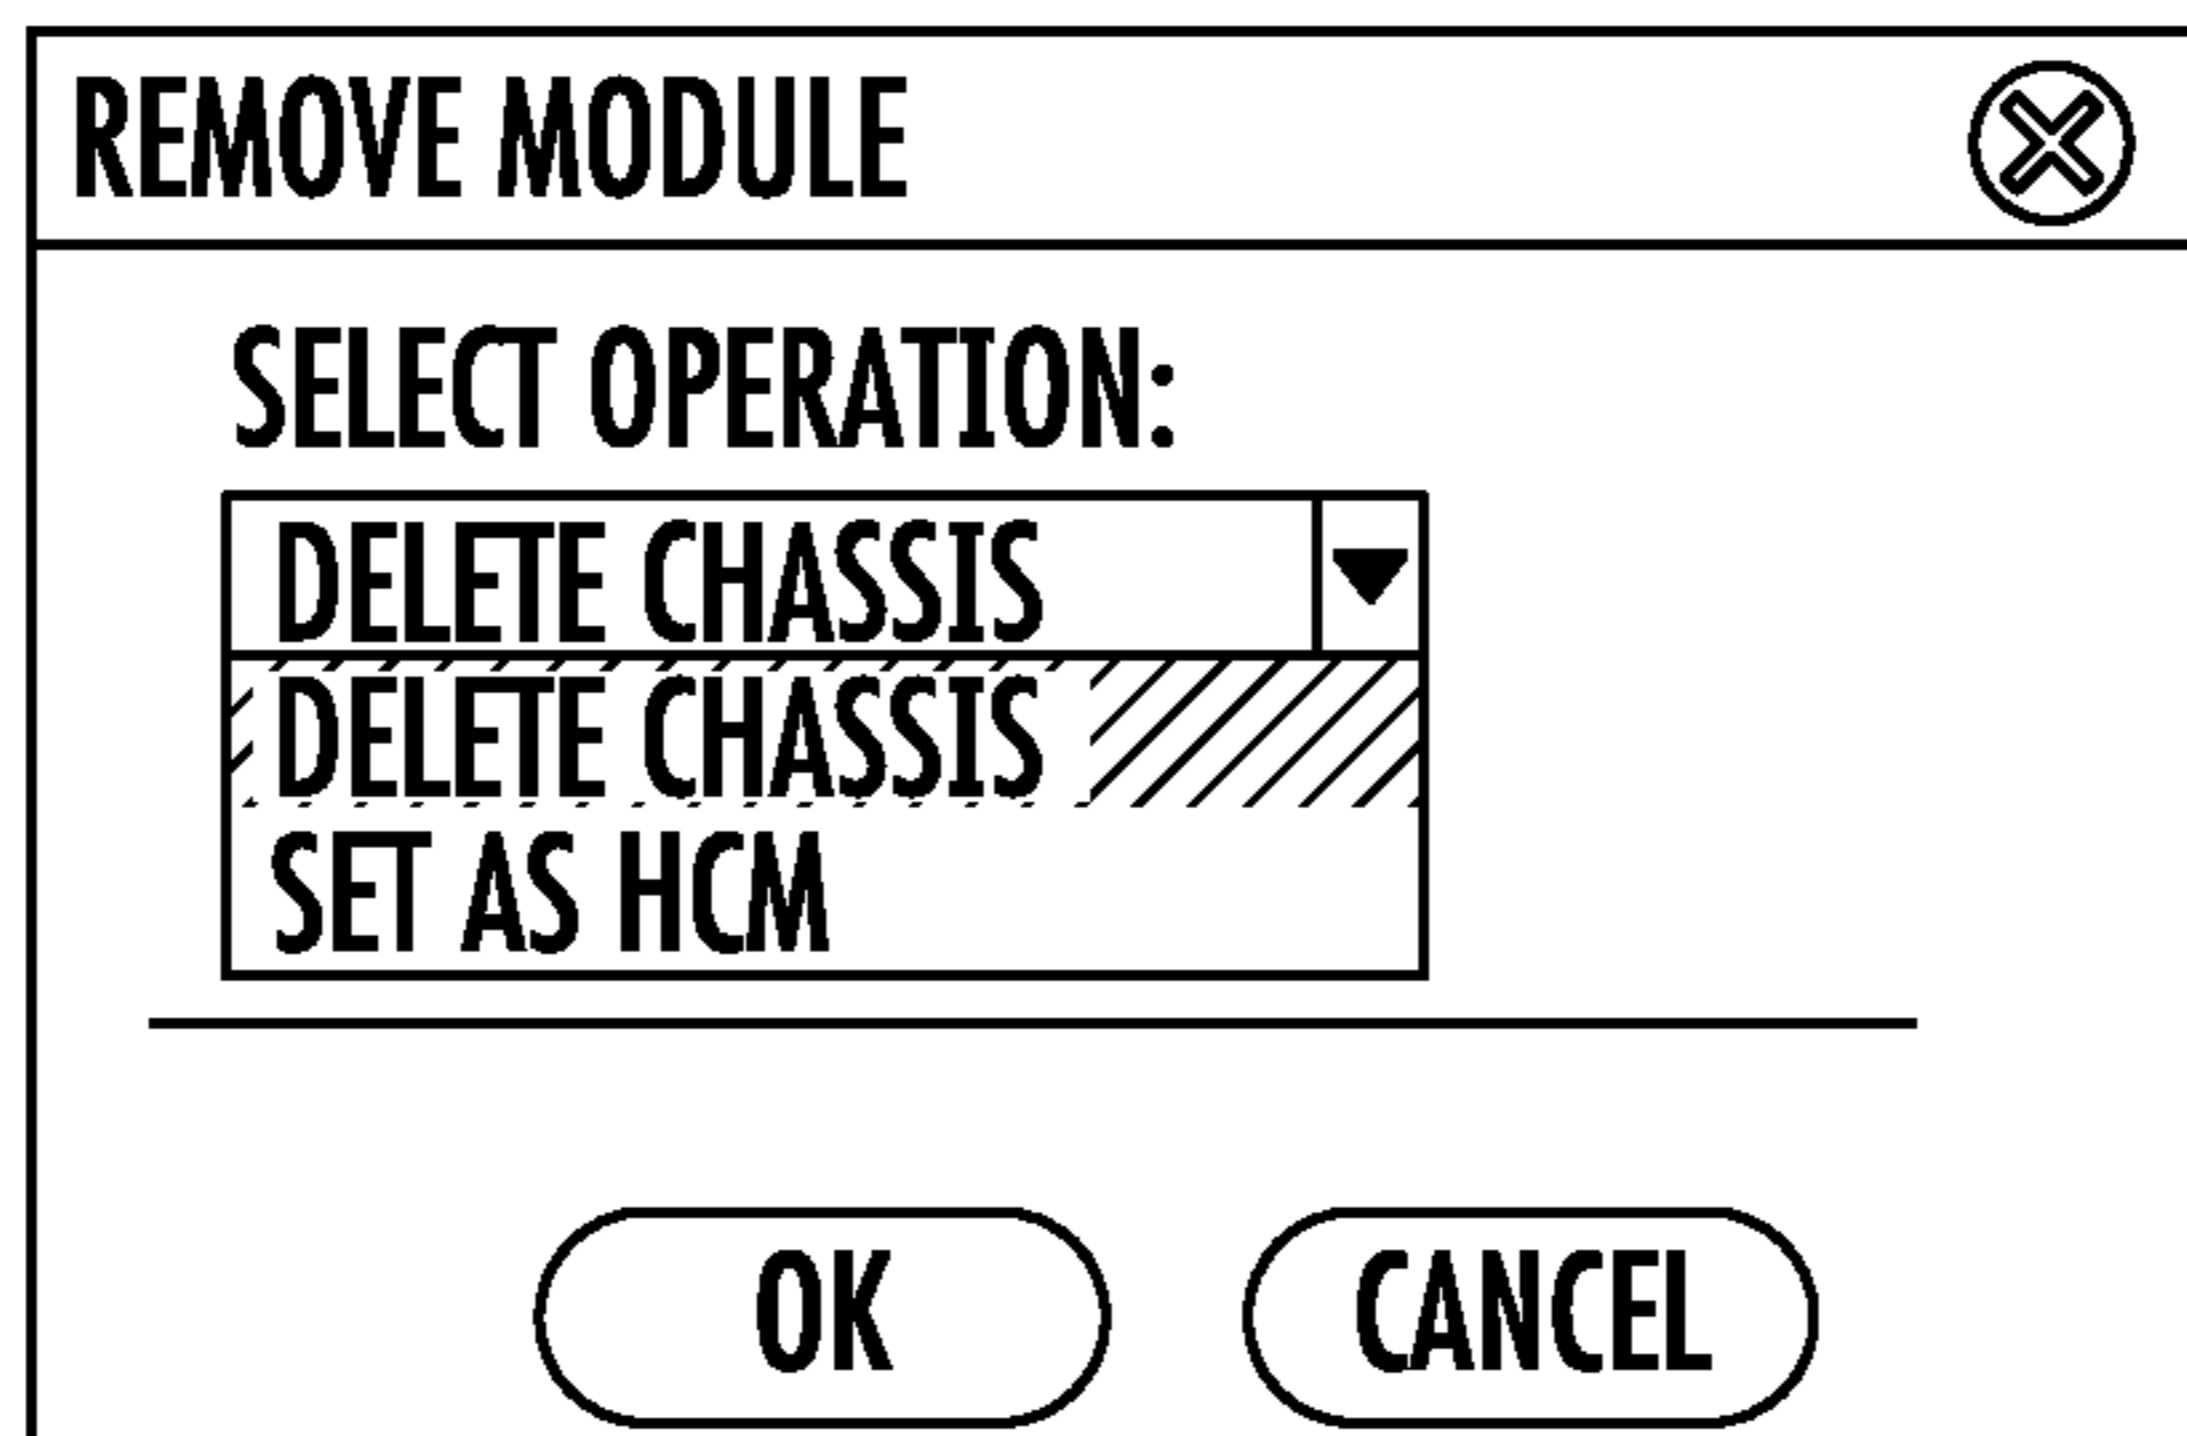 REMOVE MODULE
SELECT OPERATION:
DELETE CHASSIS
DELETE CHASSIS
SET AS HCM
OK CANCEL